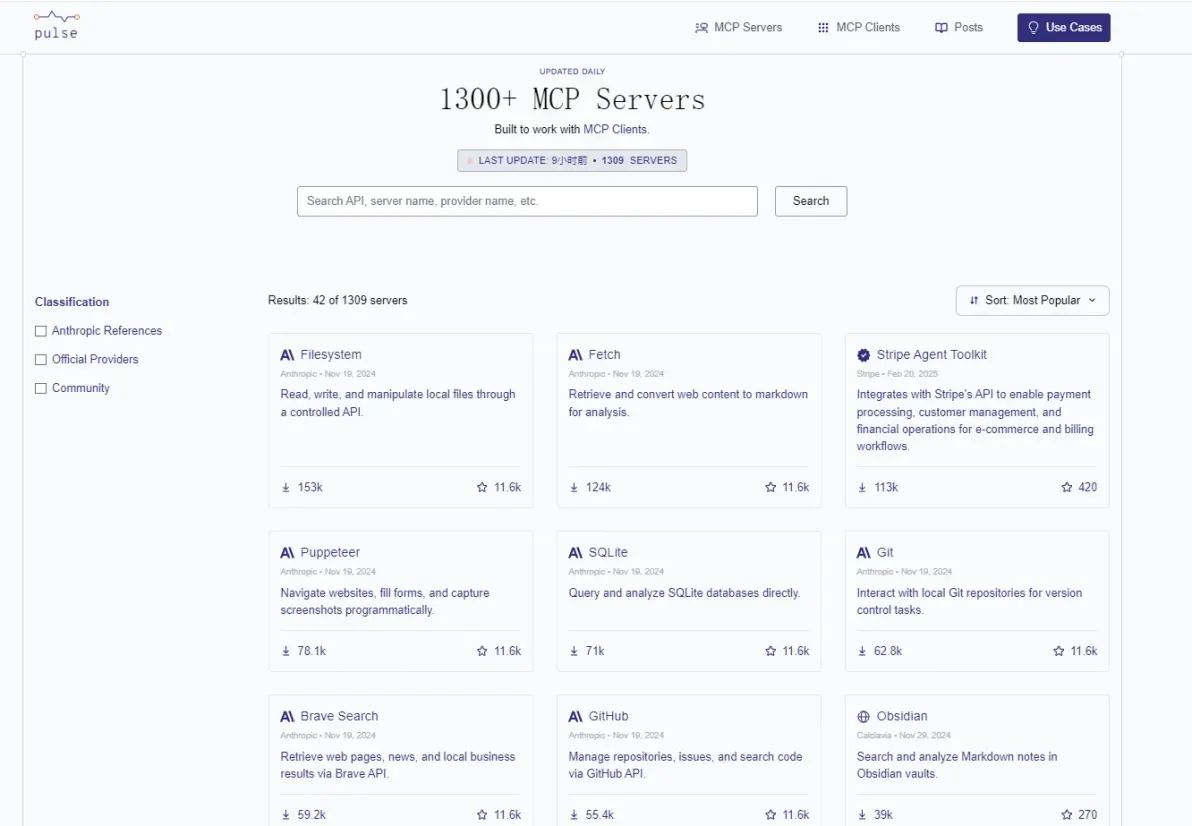 pulse
MCP Servers
MCP Clients
Posts
Use Cases
UPDATED DAILY
1300+ MCP Servers
Built to work with MCP Clients.
LAST UPDATE: 9小时前 • 1309 SERVERS
Search API, server name, provider name, etc.
Search
Classification
Anthropic References
Official Providers
Community
Results: 42 of 1309 servers
Sort: Most Popular
Filesystem
Anthropic • Nov 19, 2024
Read, write, and manipulate local files through
a controlled API.
153k
11.6k
Fetch
Anthropic • Nov 19, 2024
Retrieve and convert web content to markdown
for analysis.
124k
11.6k
Stripe Agent Toolkit
Stripe • Feb 20, 2025
Integrates with Stripe's API to enable payment
processing, customer management, and
financial operations for e-commerce and billing
workflows.
113k
420
Puppeteer
Anthropic • Nov 19, 2024
Navigate websites, fill forms, and capture
screenshots programmatically.
78.1k
11.6k
SQLite
Anthropic • Nov 19, 2024
Query and analyze SQLite databases directly.
71k
11.6k
Git
Anthropic • Nov 19, 2024
Interact with local Git repositories for version
control tasks.
62.8k
11.6k
Brave Search
Anthropic • Nov 19, 2024
Retrieve web pages, news, and local business
results via Brave API.
59.2k
11.6k
GitHub
Anthropic • Nov 19, 2024
Manage repositories, issues, and search code
via GitHub API.
55.4k
11.6k
Obsidian
Calclavia • Nov 29, 2024
Search and analyze Markdown notes in
Obsidian vaults.
39k
270